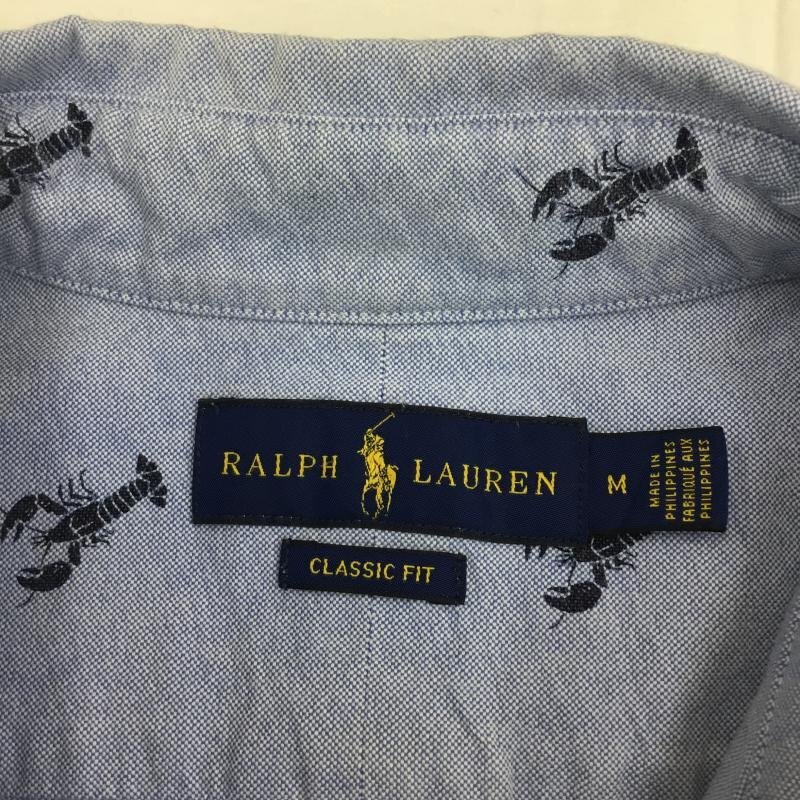 RALPH LAUREN
M
MADE IN
PHILIPPINES
FABRIQUÉ AUX
PHILIPPINES
CLASSIC FIT